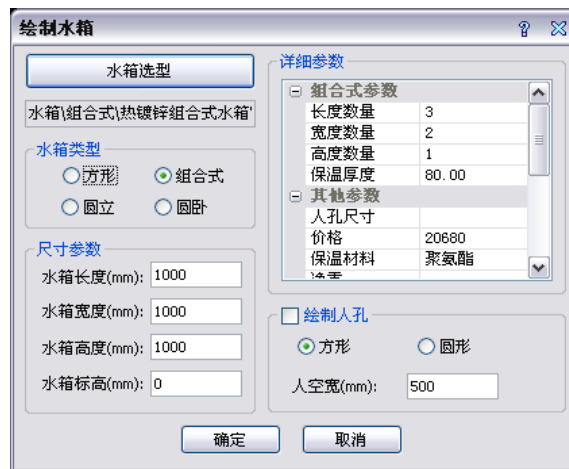 绘制水箱
水箱选型
水箱\组合式\热镀锌组合式水箱'
水箱类型
方形 组合式
圆立 圆卧
尺寸参数
水箱长度(mm): 1000
水箱宽度(mm): 1000
水箱高度(mm): 1000
水箱标高(mm): 0
详细参数
组合式参数
长度数量 3
宽度数量 2
高度数量 1
保温厚度 80.00
其他参数
人孔尺寸
价格 20680
保温材料 聚氨酯
绘制人孔
方形 圆形
人空宽(mm): 500
确定 取消